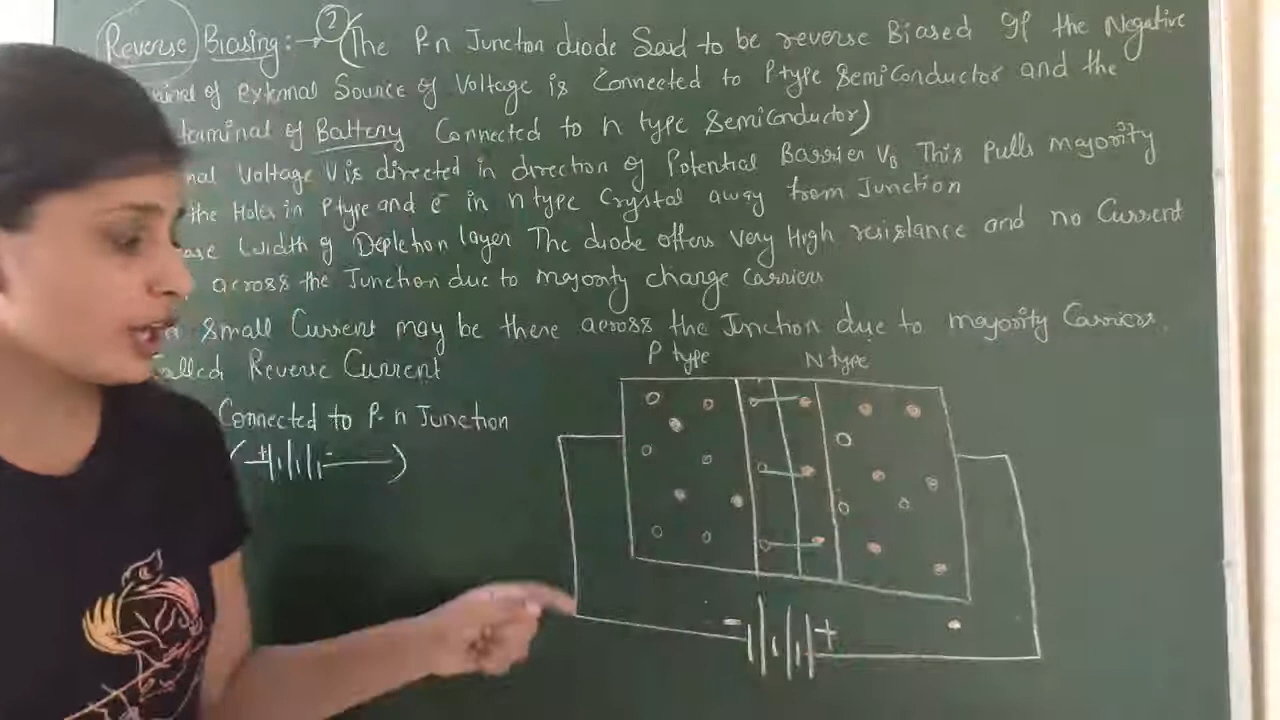 Reverse Biasing:→ 2 (The P-n Junction diode Said to be reverse Biased If the Negative
of External Source of Voltage is Connected to P type Semiconductor and the
terminal of Battery Connected to n type Semiconductor)
nal Voltage V is directed in direction of Potential Barrier VB This Pulls majority
the Holes in P type and e- in n type Crystal away from Junction
ase Width of Depletion layer The diode offers Very High resistance and no Current
across the Junction due to majority charge Carriers
Small Current may be there across the Junction due to majority Carriers.
Called Reverse Current
Connected to P-n Junction
P type N type
+ -
- +